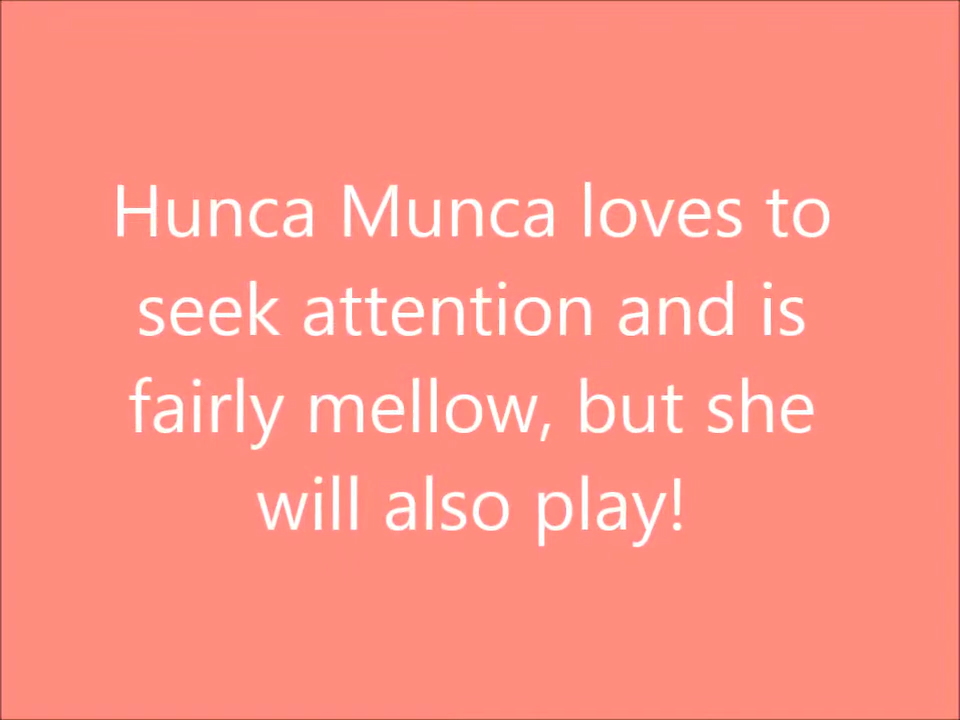 Hunca Munca loves to
seek attention and is
fairly mellow, but she
will also play!